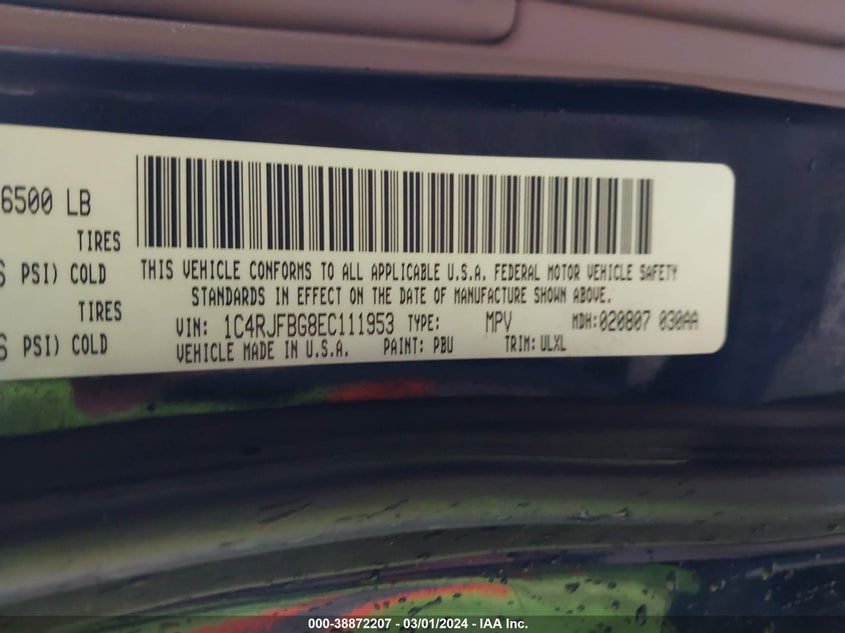 6500 LB
TIRES
PSI) COLD
TIRES
PSI) COLD
THIS VEHICLE CONFORMS TO ALL APPLICABLE U.S.A. FEDERAL MOTOR VEHICLE SAFETY
STANDARDS IN EFFECT ON THE DATE OF MANUFACTURE SHOWN ABOVE.
VIN: 1C4RJFBG8EC111953 TYPE: MPV MDH:020807 030AA
VEHICLE MADE IN U.S.A. PAINT: PBU TRIM: ULXL
000-38872207 - 03/01/2024 - IAA Inc.